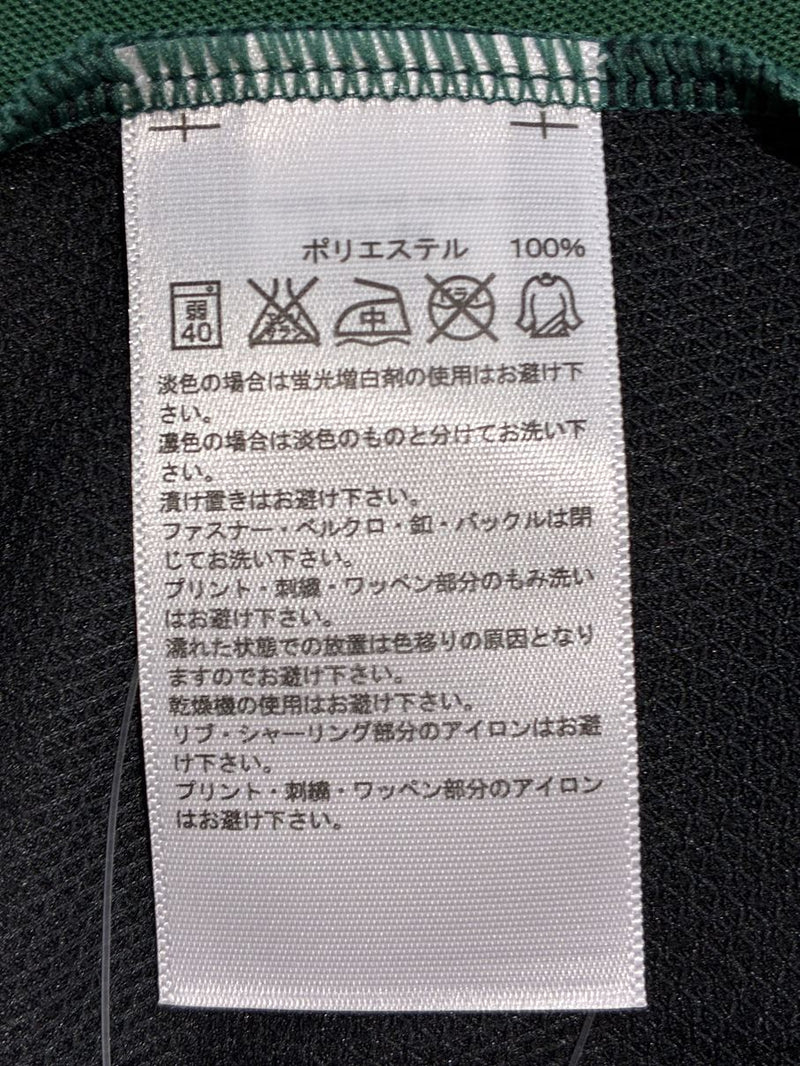 ポリエステル 100%
弱 中 ドライ
40 エンソ
サラシ
淡色の場合は蛍光増白剤の使用はお避け下
さい。
濃色の場合は淡色のものと分けてお洗い下
さい。
漬け置きはお避け下さい。
ファスナー・ベルクロ・釦・バックルは閉
じてお洗い下さい。
プリント・刺繍・ワッペン部分のもみ洗い
はお避け下さい。
濡れた状態での放置は色移りの原因となり
ますのでお避け下さい。
乾燥機の使用はお避け下さい。
リブ・シャーリング部分のアイロンはお避
け下さい。
プリント・刺繍・ワッペン部分のアイロン
はお避け下さい。